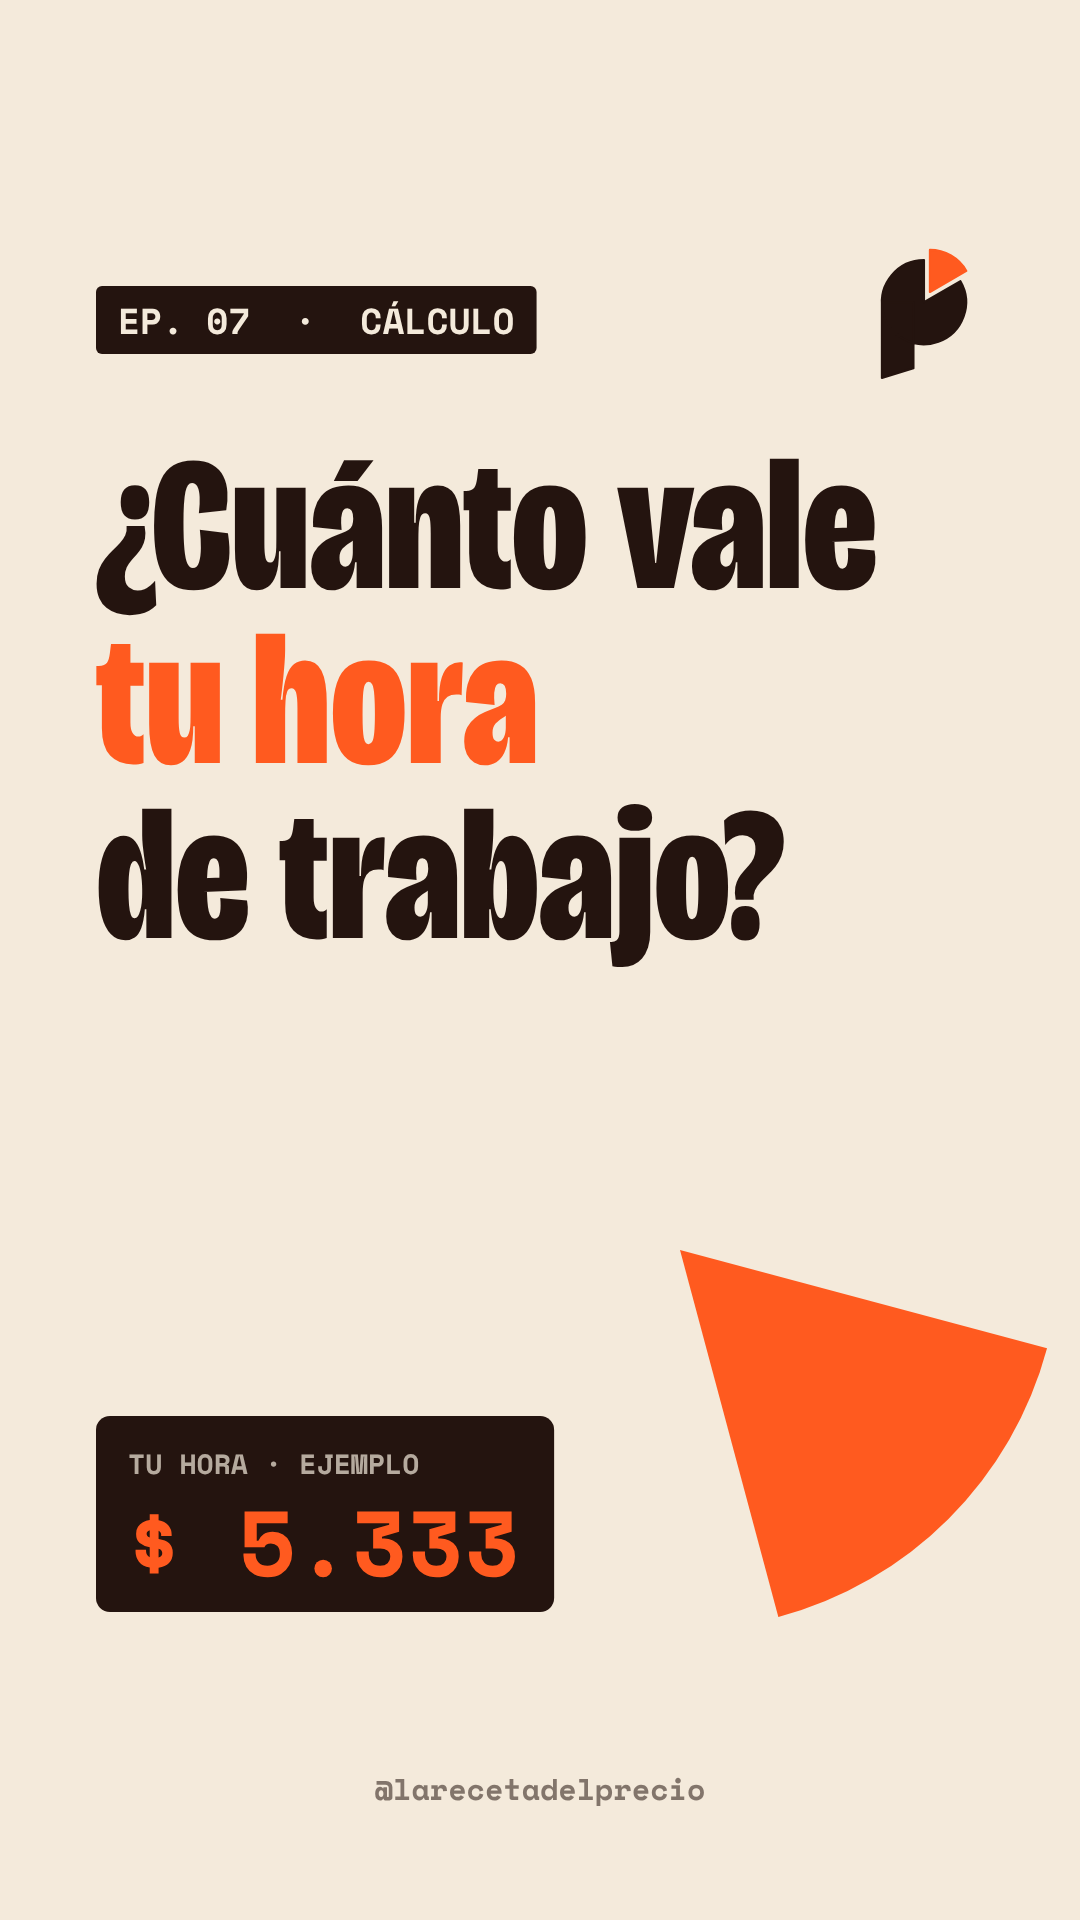 EP. 07 · CÁLCULO
¿Cuánto vale
tu hora
de trabajo?
TU HORA · EJEMPLO
$ 5.333
@larecetadelprecio